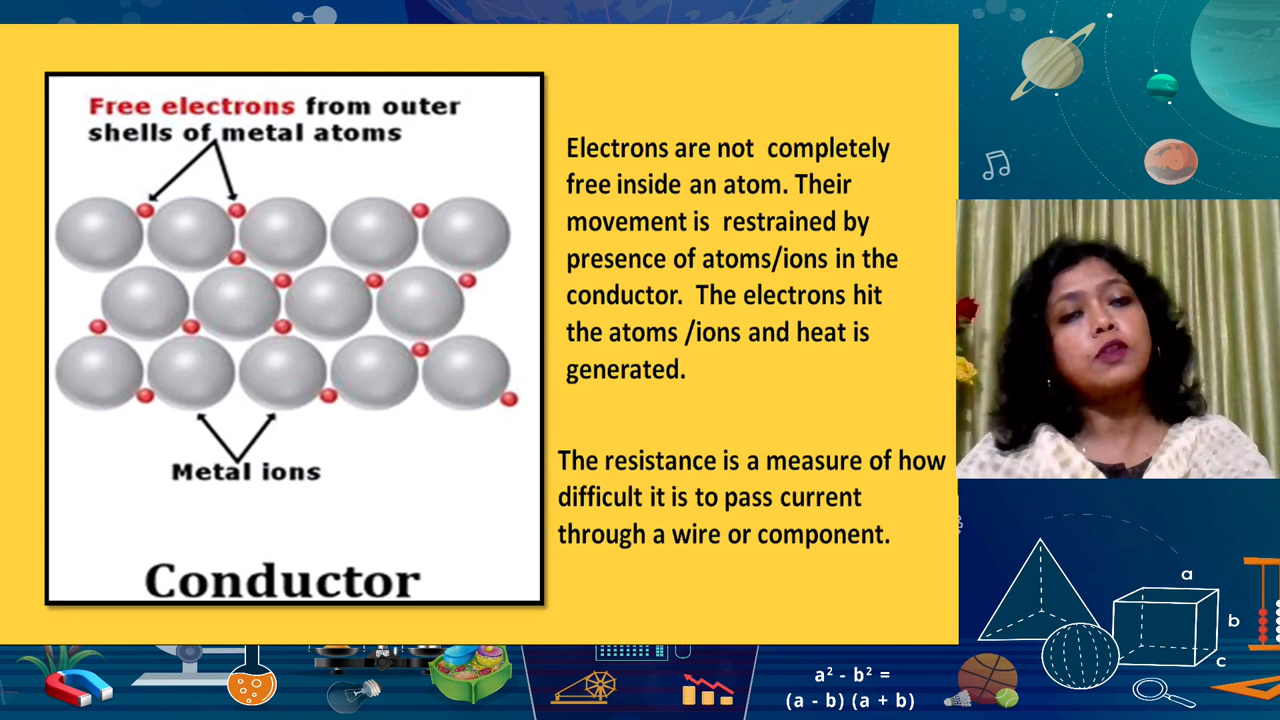 Free electrons from outer
shells of metal atoms
Metal ions
Conductor
Electrons are not completely
free inside an atom. Their
movement is restrained by
presence of atoms/ions in the
conductor. The electrons hit
the atoms /ions and heat is
generated.
The resistance is a measure of how
difficult it is to pass current
through a wire or component.
a
b
c
a² - b² =
(a - b) (a + b)